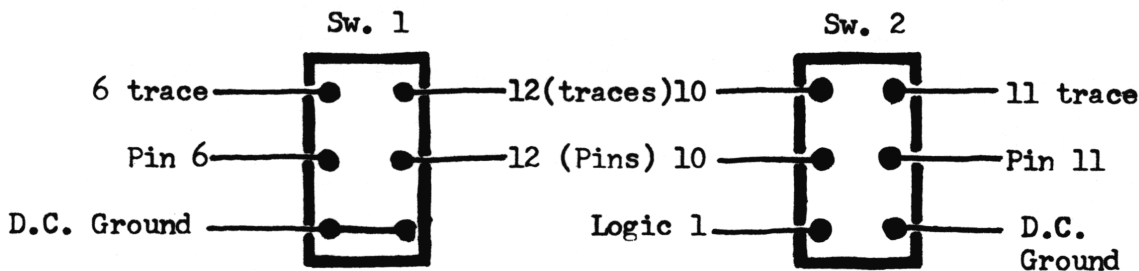 Sw. 1 Sw. 2
6 trace 12(traces)10 11 trace
Pin 6 12 (Pins) 10 Pin 11
D.C. Ground Logic 1 D.C.
Ground